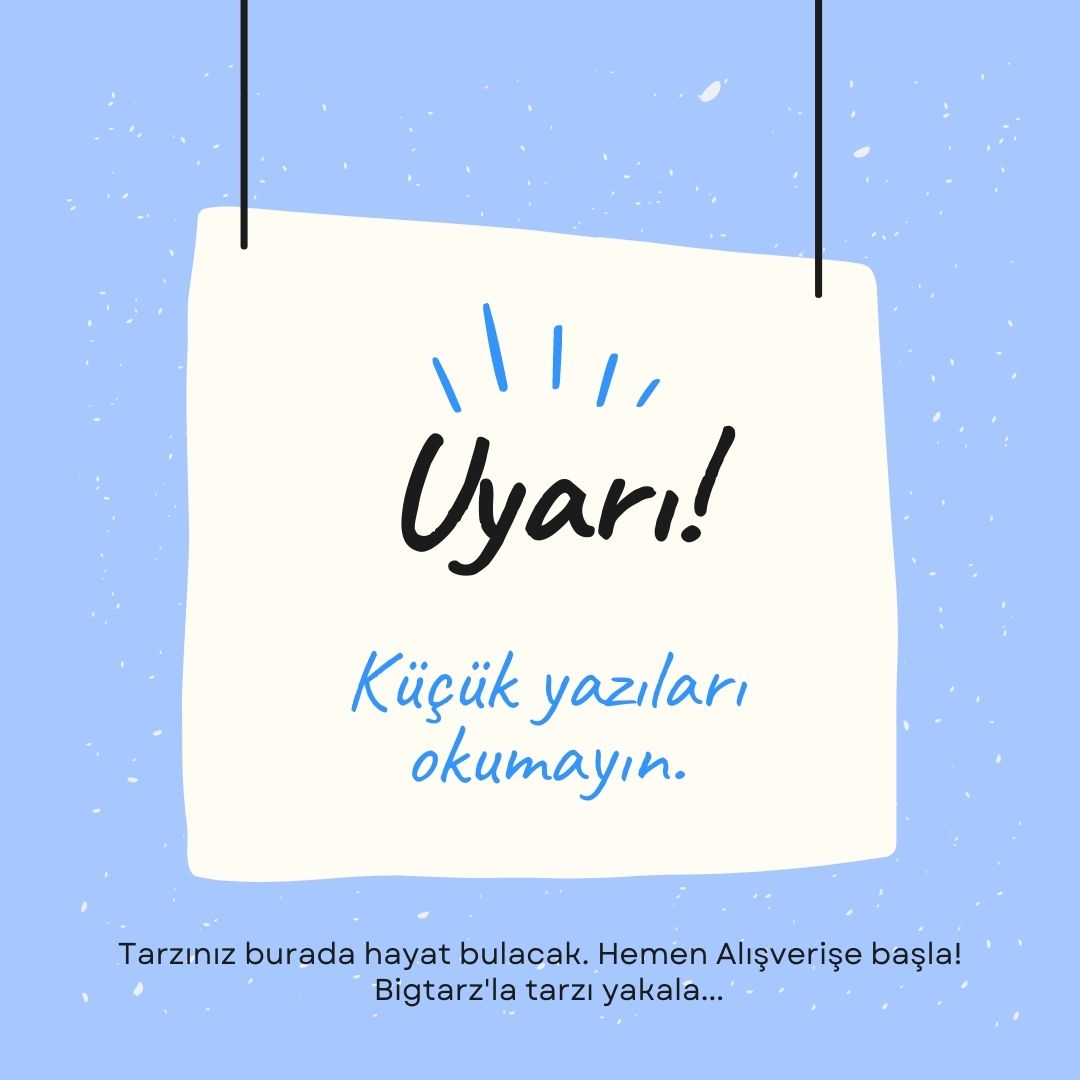 Uyarı!
Küçük yazıları
okumayın.
Tarzınız burada hayat bulacak. Hemen Alışverişe başla!
Bigtarz'la tarzı yakala...